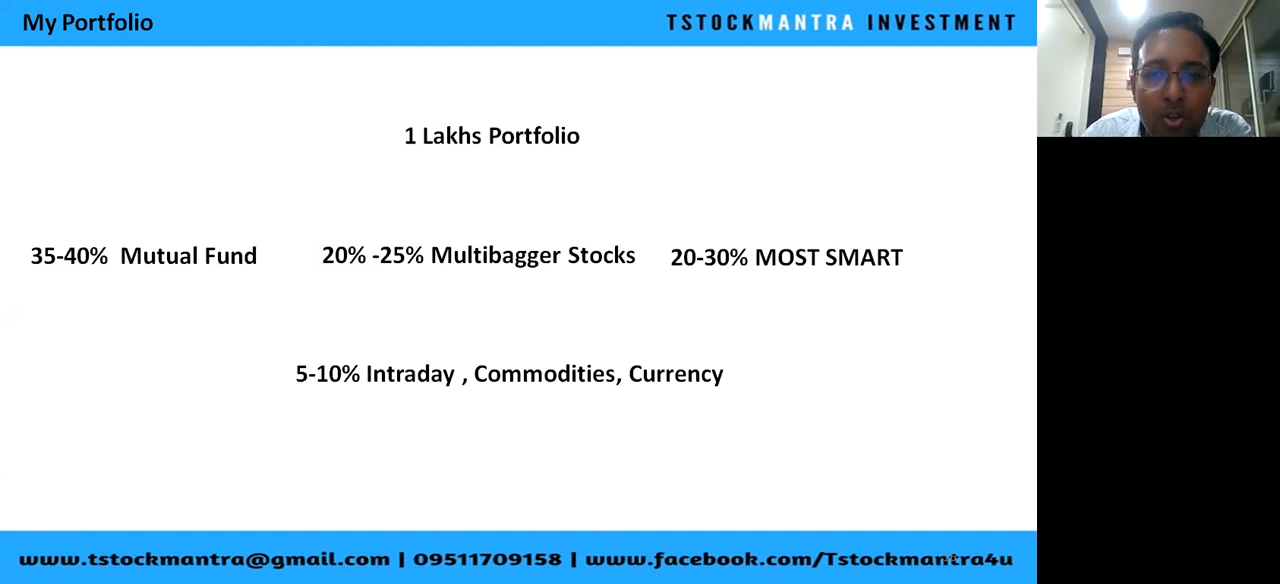 My Portfolio
TSTOCKMANTRA INVESTMENT
1 Lakhs Portfolio
35-40% Mutual Fund
20% -25% Multibagger Stocks
20-30% MOST SMART
5-10% Intraday , Commodities, Currency
www.tstockmantra@gmail.com | 09511709158 | www.facebook.com/Tstockmantra4u